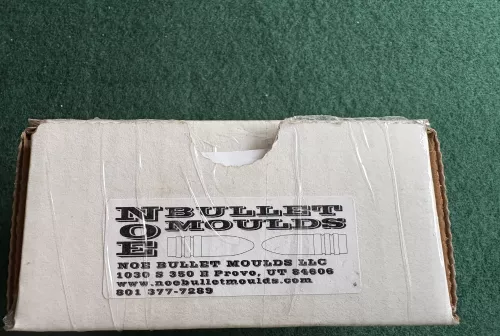 NOE BULLET MOULDS
NOE BULLET MOULDS LLC
1030 S 350 E Provo, UT 84606
www.noebulletmoulds.com
801 377-7289